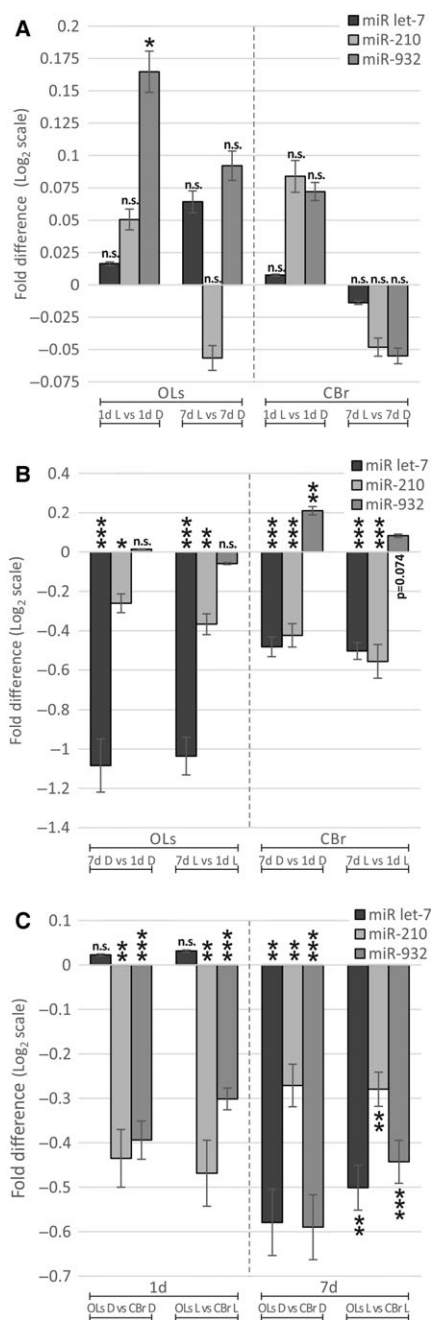 A
miR let-7
miR-210
miR-932
Fold difference (Log2 scale)
0.2
0.175
0.15
0.125
0.1
0.075
0.05
0.025
0
−0.025
−0.05
−0.075
n.s. n.s. * n.s. n.s. n.s. n.s. n.s. n.s. n.s. n.s. n.s.
OLs CBr
1d L vs 1d D 7d L vs 7d D 1d L vs 1d D 7d L vs 7d D
B
miR let-7
miR-210
miR-932
Fold difference (Log2 scale)
0.4
0.2
0
−0.2
−0.4
−0.6
−0.8
−1
−1.2
−1.4
*** * n.s. *** ** n.s. *** *** ** *** *** p=0.074
OLs CBr
7d D vs 1d D 7d L vs 1d L 7d D vs 1d D 7d L vs 1d L
C
miR let-7
miR-210
miR-932
Fold difference (Log2 scale)
0.1
0
−0.1
−0.2
−0.3
−0.4
−0.5
−0.6
−0.7
n.s. ** *** n.s. ** *** ** ** *** ** ** ***
1d 7d
OLs D vs CBr D OLs L vs CBr L OLs D vs CBr D OLs L vs CBr L